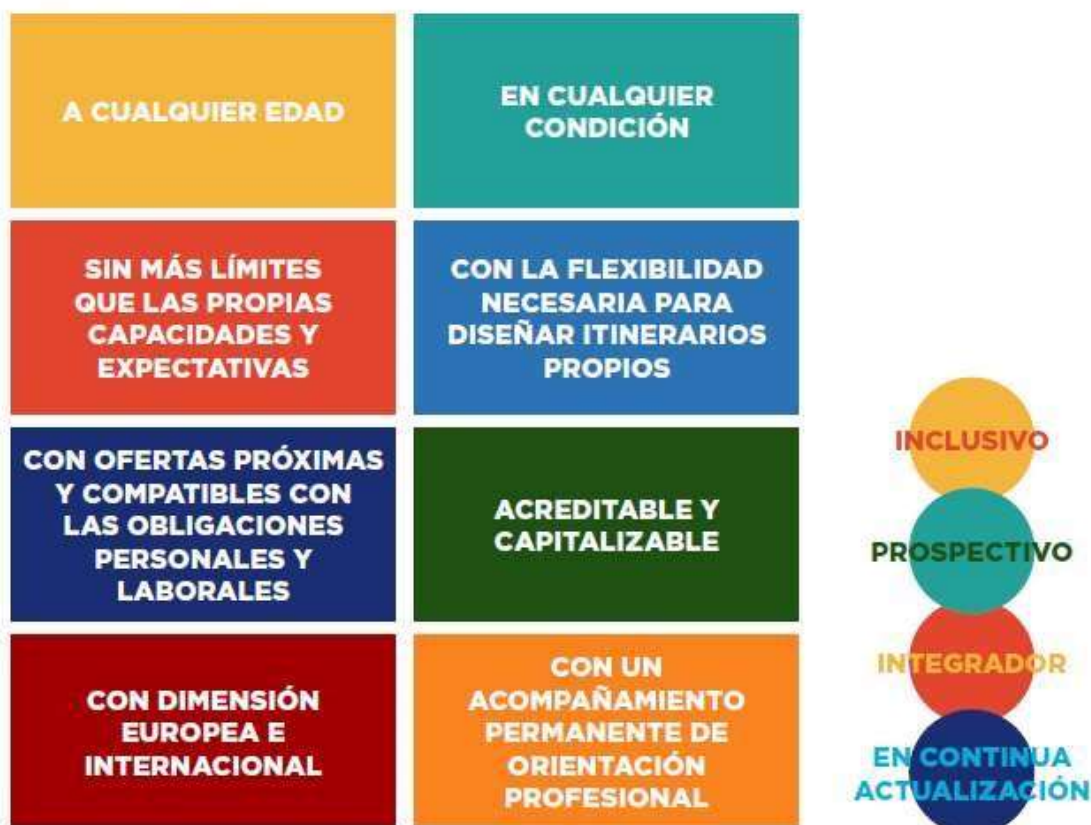 A CUALQUIER EDAD
EN CUALQUIER
CONDICIÓN
SIN MÁS LÍMITES
QUE LAS PROPIAS
CAPACIDADES Y
EXPECTATIVAS
CON LA FLEXIBILIDAD
NECESARIA PARA
DISEÑAR ITINERARIOS
PROPIOS
CON OFERTAS PRÓXIMAS
Y COMPATIBLES CON
LAS OBLIGACIONES
PERSONALES Y
LABORALES
ACREDITABLE Y
CAPITALIZABLE
CON DIMENSIÓN
EUROPEA E
INTERNACIONAL
CON UN
ACOMPAÑAMIENTO
PERMANENTE DE
ORIENTACIÓN
PROFESIONAL
INCLUSIVO
PROSPECTIVO
INTEGRADOR
EN CONTINUA
ACTUALIZACIÓN